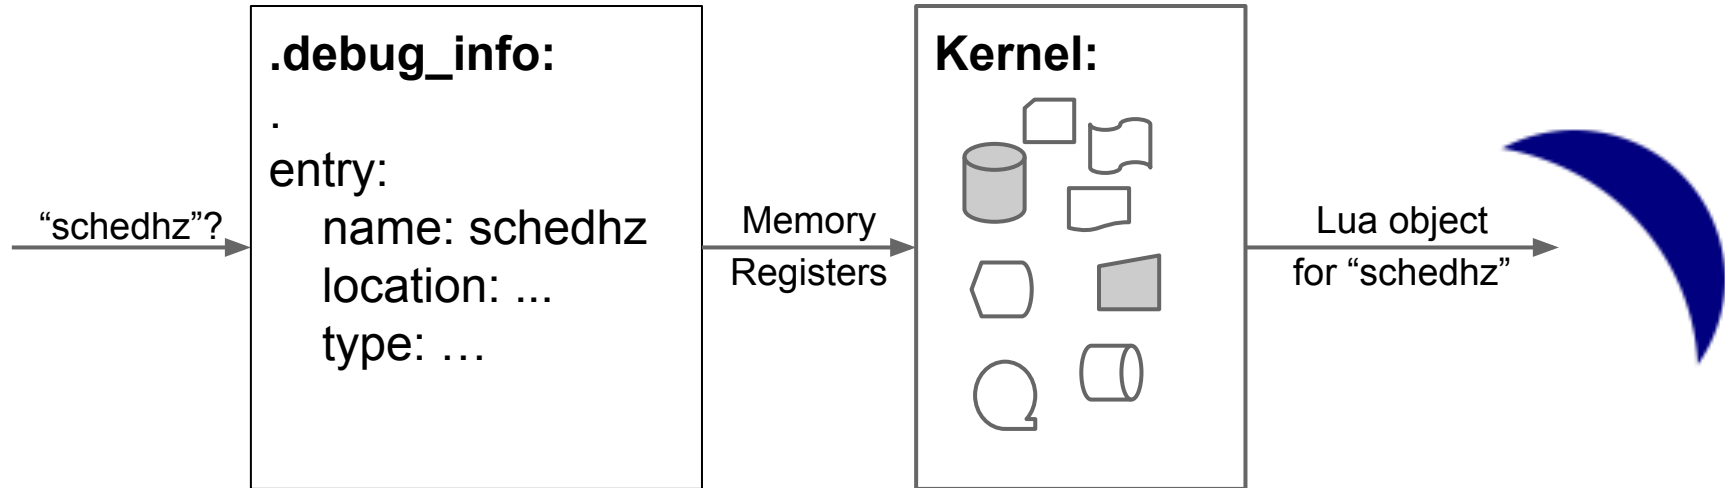 “schedhz”?
.debug_info:
.
entry:
name: schedhz
location: ...
type: …
Memory
Registers
Kernel:
Lua object
for “schedhz”